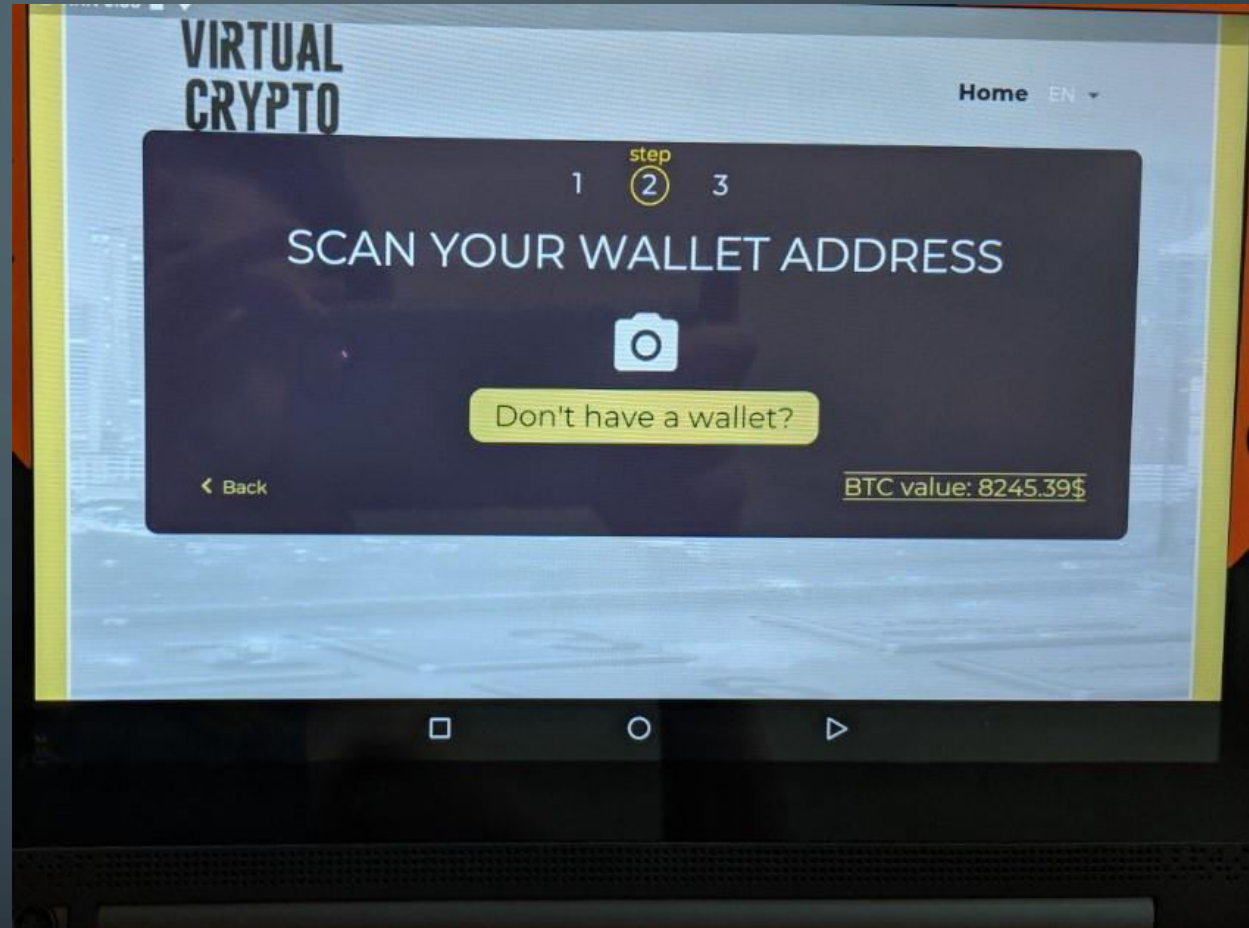 VIRTUAL
CRYPTO
Home EN
step
1 2 3
SCAN YOUR WALLET ADDRESS
Don't have a wallet?
Back
BTC value: 8245.39$